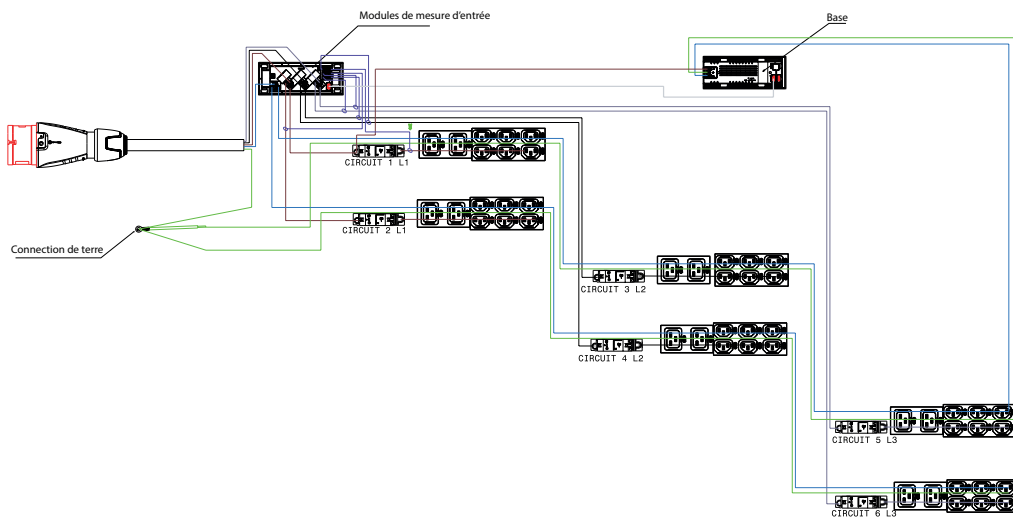 Modules de mesure d'entrée
Base
CIRCUIT 1 L1
CIRCUIT 2 L1
Connection de terre
CIRCUIT 3 L2
CIRCUIT 4 L2
CIRCUIT 5 L3
CIRCUIT 6 L3